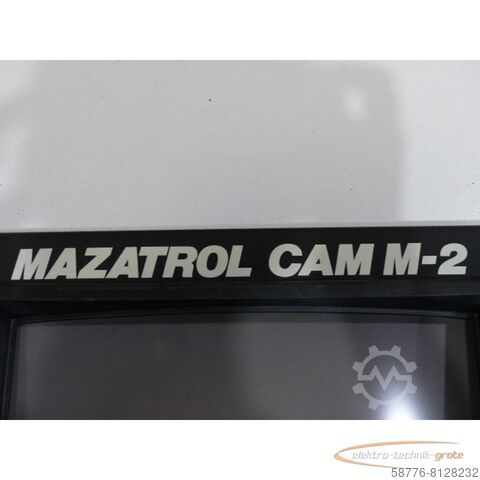 MAZATROL CAM M-2
elektro-technik-grote
58776-8128232